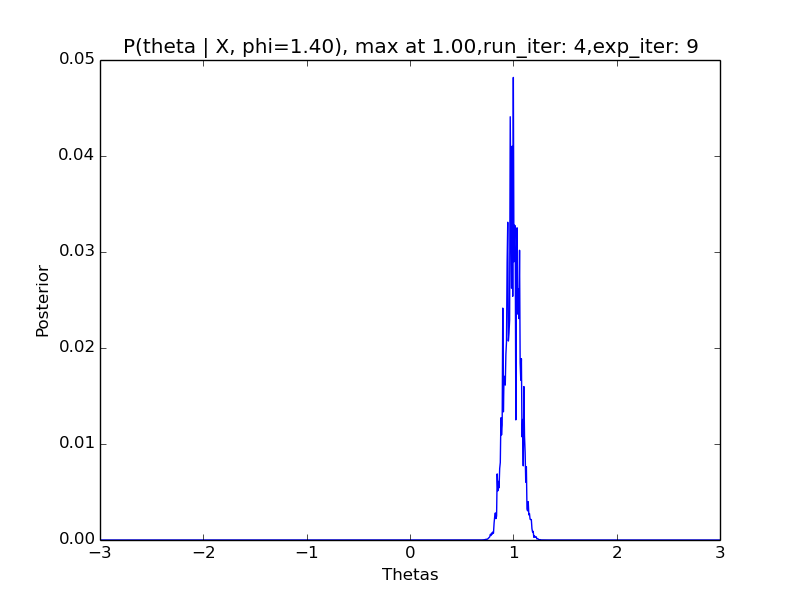 P(theta | X, phi=1.40), max at 1.00,run_iter: 4,exp_iter: 9
0.05
0.04
0.03
0.02
0.01
0.00
Posterior
−3 −2 −1 0 1 2 3
Thetas